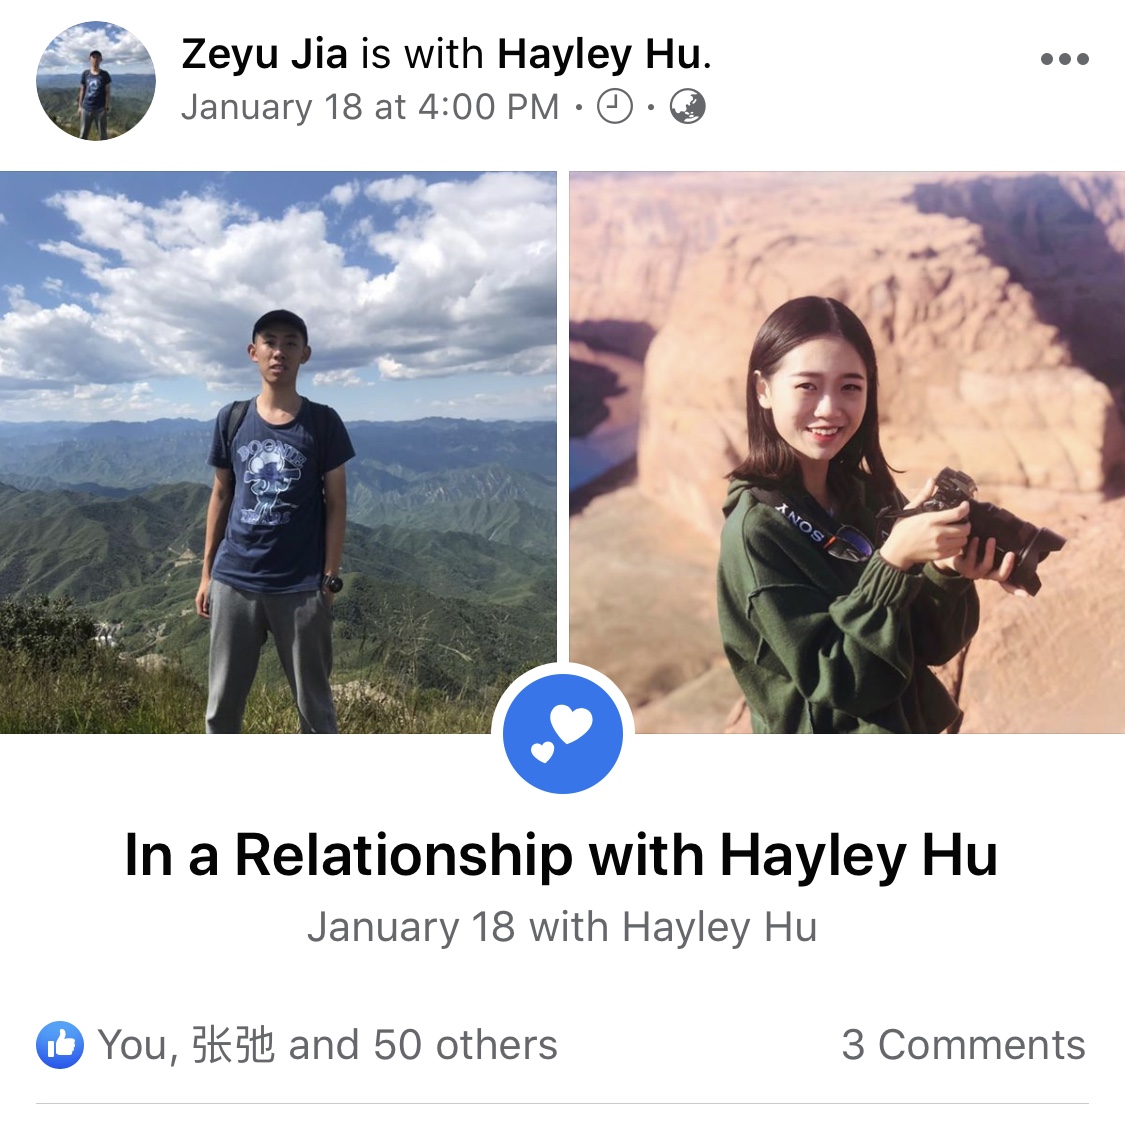 Zeyu Jia is with Hayley Hu.
January 18 at 4:00 PM
SONY
In a Relationship with Hayley Hu
January 18 with Hayley Hu
You, 张弛 and 50 others
3 Comments